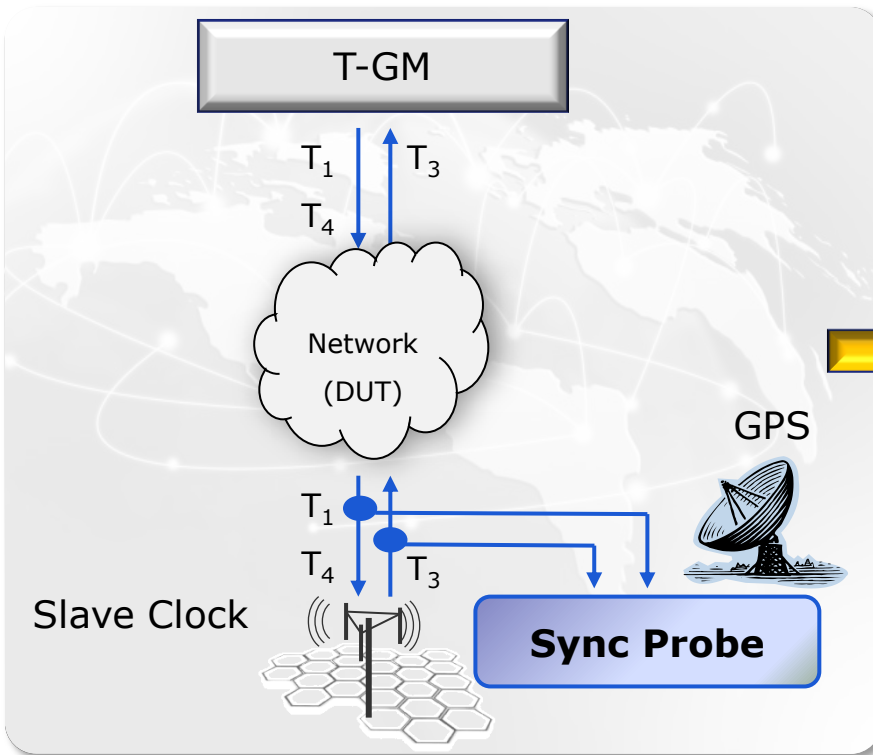 T-GM
T₁
T₃
T₄
Network
(DUT)
GPS
T₁
T₄
T₃
Slave Clock
Sync Probe